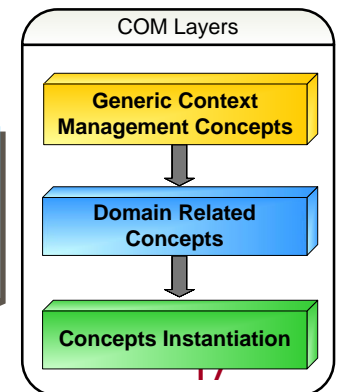 COM Layers
Generic Context
Management Concepts
Domain Related
Concepts
Concepts Instantiation
17